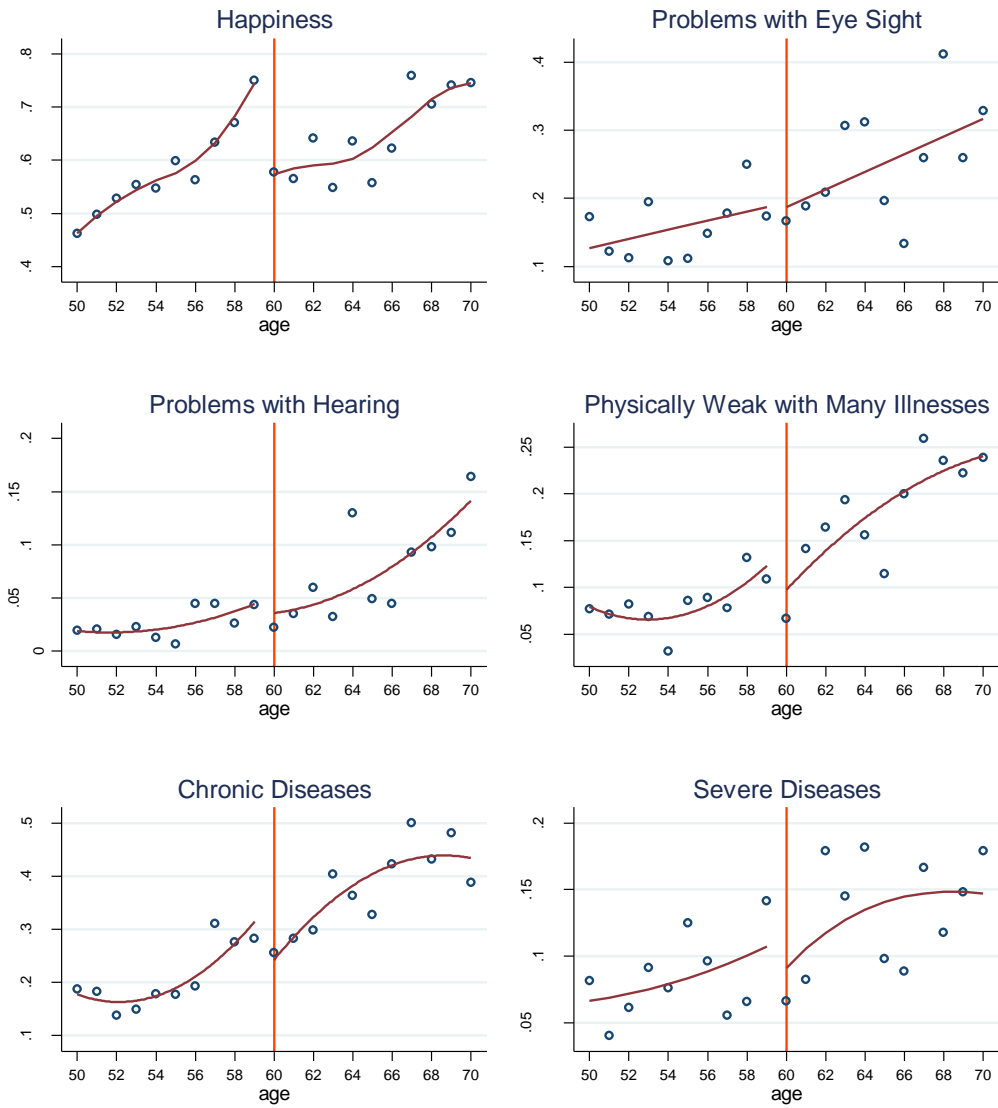 Happiness
.8
.7
.6
.5
.4
50 52 54 56 58 60 62 64 66 68 70
age
Problems with Eye Sight
.4
.3
.2
.1
50 52 54 56 58 60 62 64 66 68 70
age
Problems with Hearing
.2
.15
.1
.05
0
50 52 54 56 58 60 62 64 66 68 70
age
Physically Weak with Many Illnesses
.25
.2
.15
.1
.05
50 52 54 56 58 60 62 64 66 68 70
age
Chronic Diseases
.5
.4
.3
.2
.1
50 52 54 56 58 60 62 64 66 68 70
age
Severe Diseases
.2
.15
.1
.05
50 52 54 56 58 60 62 64 66 68 70
age